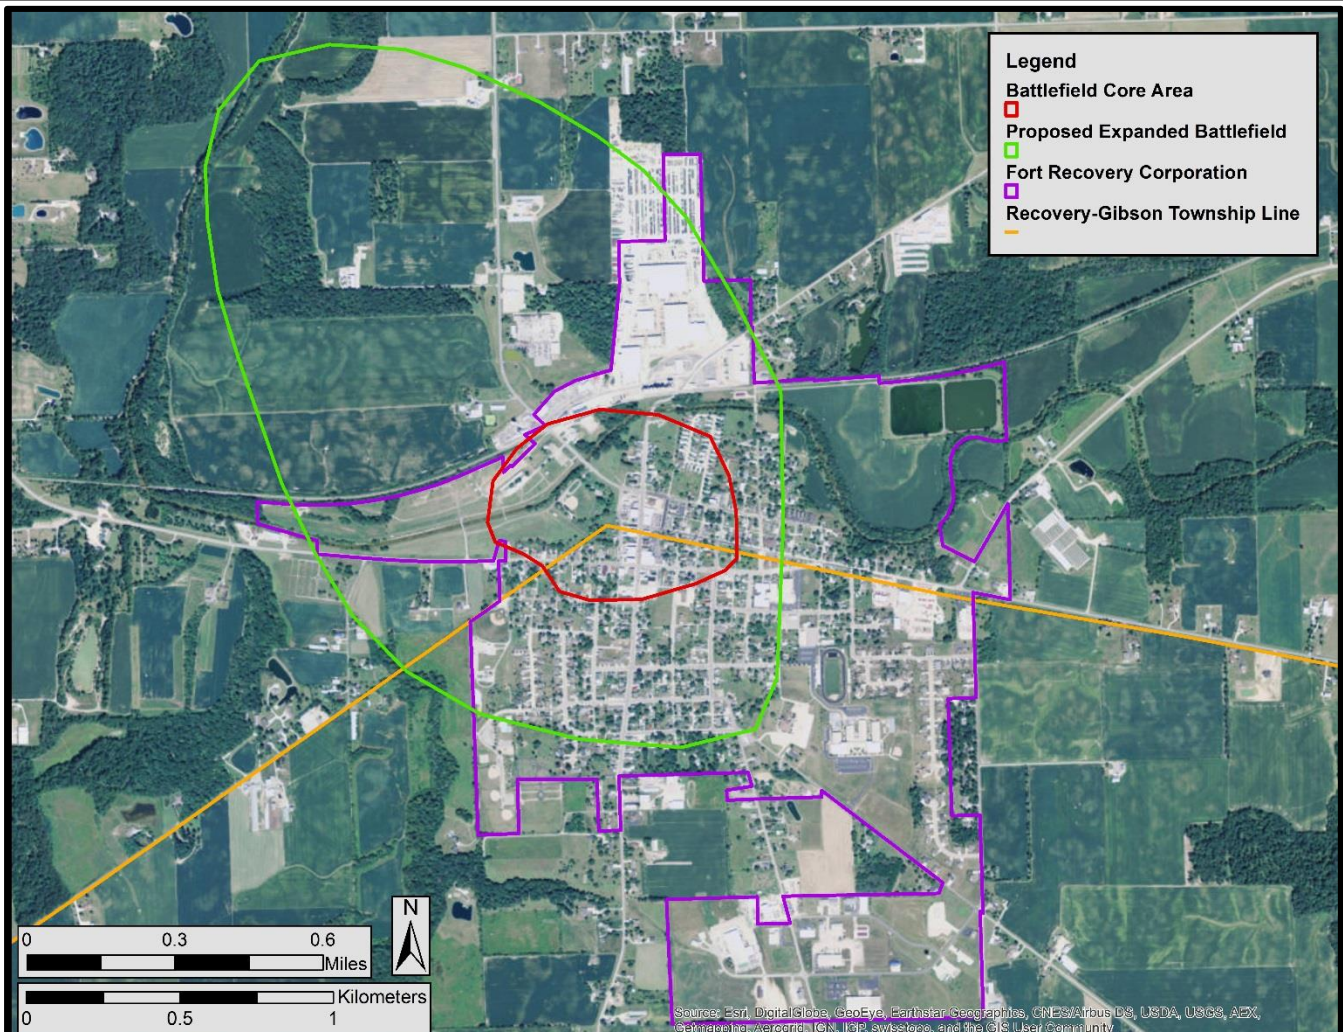 Legend
Battlefield Core Area
Proposed Expanded Battlefield
Fort Recovery Corporation
Recovery-Gibson Township Line
N
0 0.3 0.6
Miles
Kilometers
0 0.5 1
Source: Esri, DigitalGlobe, GeoEye, Earthstar Geographics, CNES/Airbus DS, USDA, USGS, AEX,
Getmapping, Aerogrid, IGN, IGP, swisstopo, and the GIS User Community